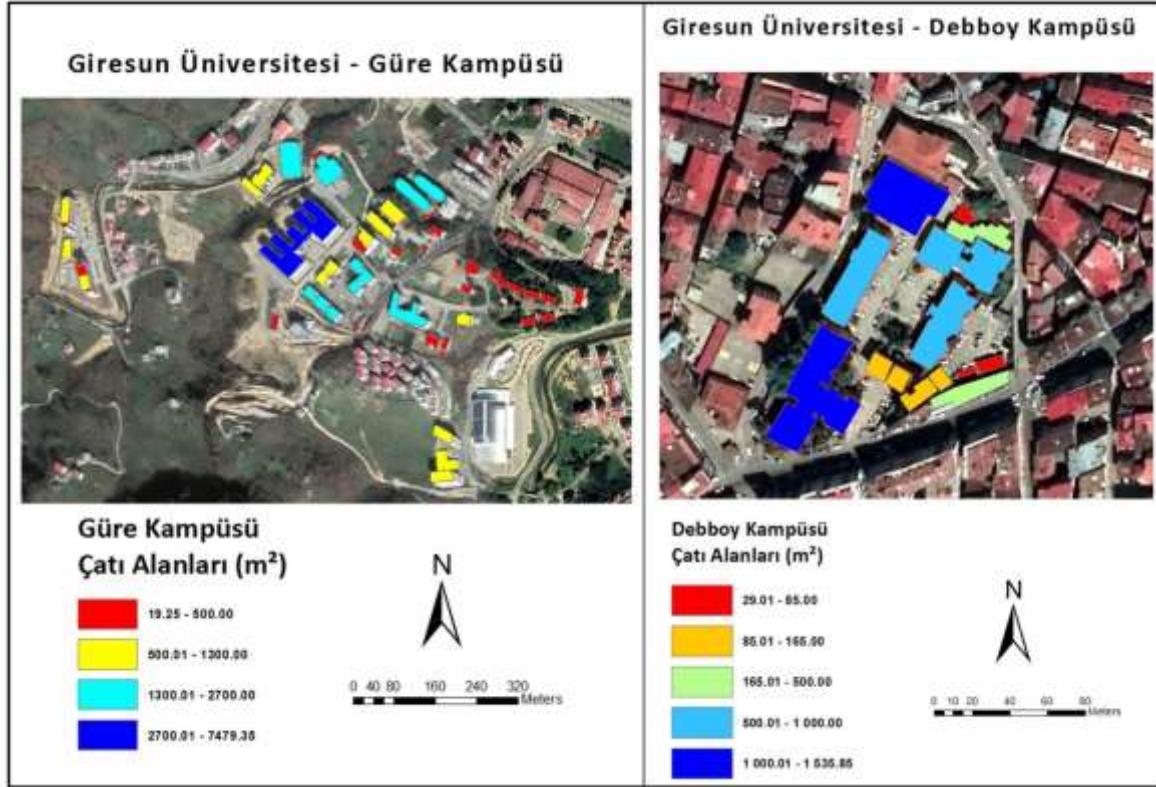 Giresun Üniversitesi - Güre Kampüsü
Güre Kampüsü
Çatı Alanları (m²)
19.25 - 500.00
500.01 - 1300.00
1300.01 - 2700.00
2700.01 - 7479.35
N
0 40 80 160 240 320
Meters
Giresun Üniversitesi - Debboy Kampüsü
Debboy Kampüsü
Çatı Alanları (m²)
29.01 - 85.00
85.01 - 165.00
165.01 - 500.00
500.01 - 1 000.00
1 000.01 - 1 535.85
N
0 10 20 40 60 80
Meters